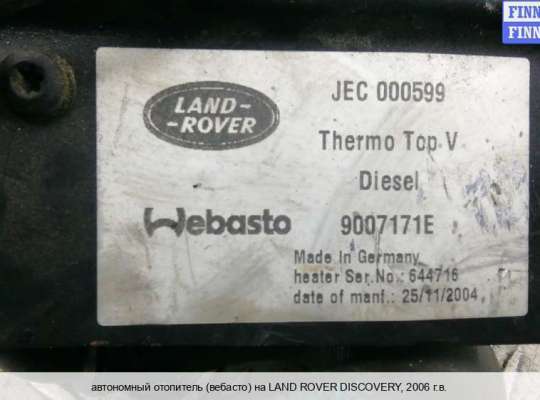 FINN
FINN
LAND-
-ROVER
JEC 000599
Thermo Top V
Diesel
Webasto
9007171E
Made In Germany
heater Ser.No.: 644716
date of manf.: 25/11/2004
автономный отопитель (вебасто) на LAND ROVER DISCOVERY, 2006 г.в.